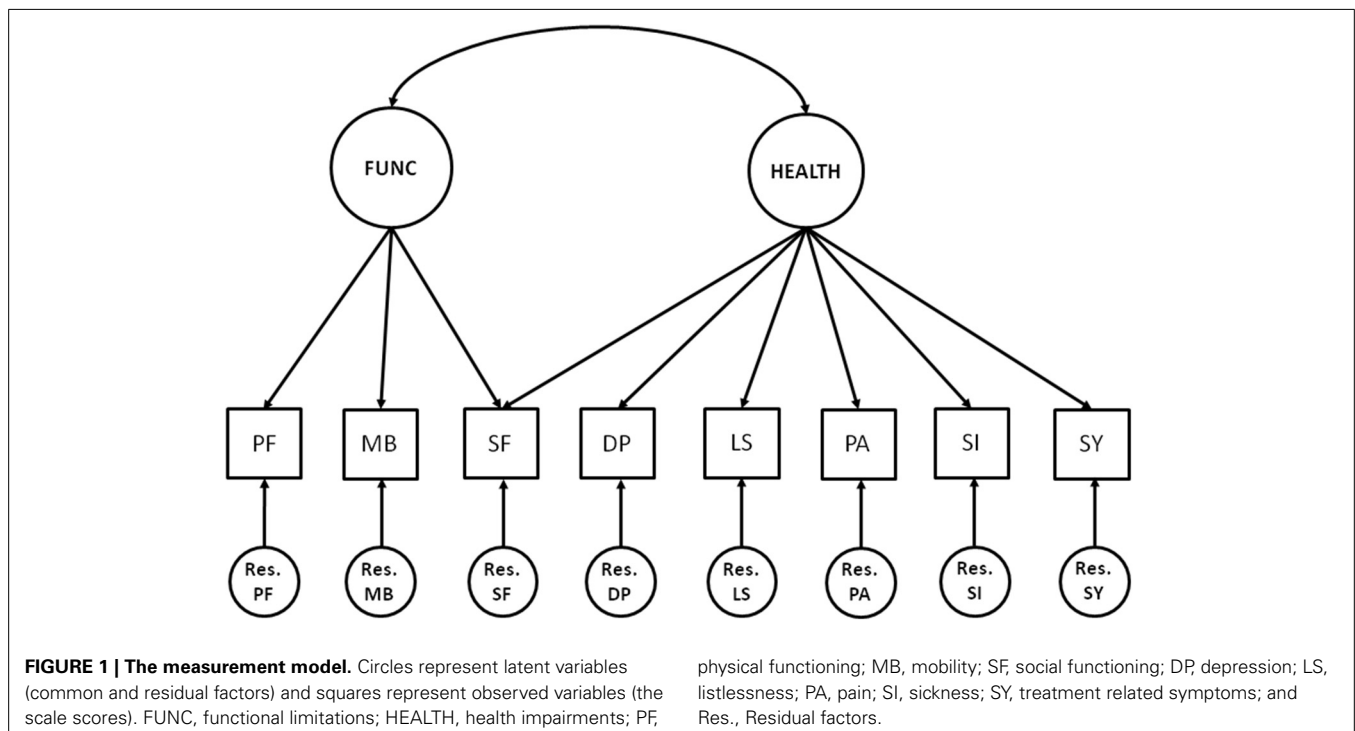 FUNC
HEALTH
PF
MB
SF
DP
LS
PA
SI
SY
Res.
PF
Res.
MB
Res.
SF
Res.
DP
Res.
LS
Res.
PA
Res.
SI
Res.
SY
FIGURE 1 | The measurement model. Circles represent latent variables
(common and residual factors) and squares represent observed variables (the
scale scores). FUNC, functional limitations; HEALTH, health impairments; PF,
physical functioning; MB, mobility; SF, social functioning; DP, depression; LS,
listlessness; PA, pain; SI, sickness; SY, treatment related symptoms; and
Res., Residual factors.